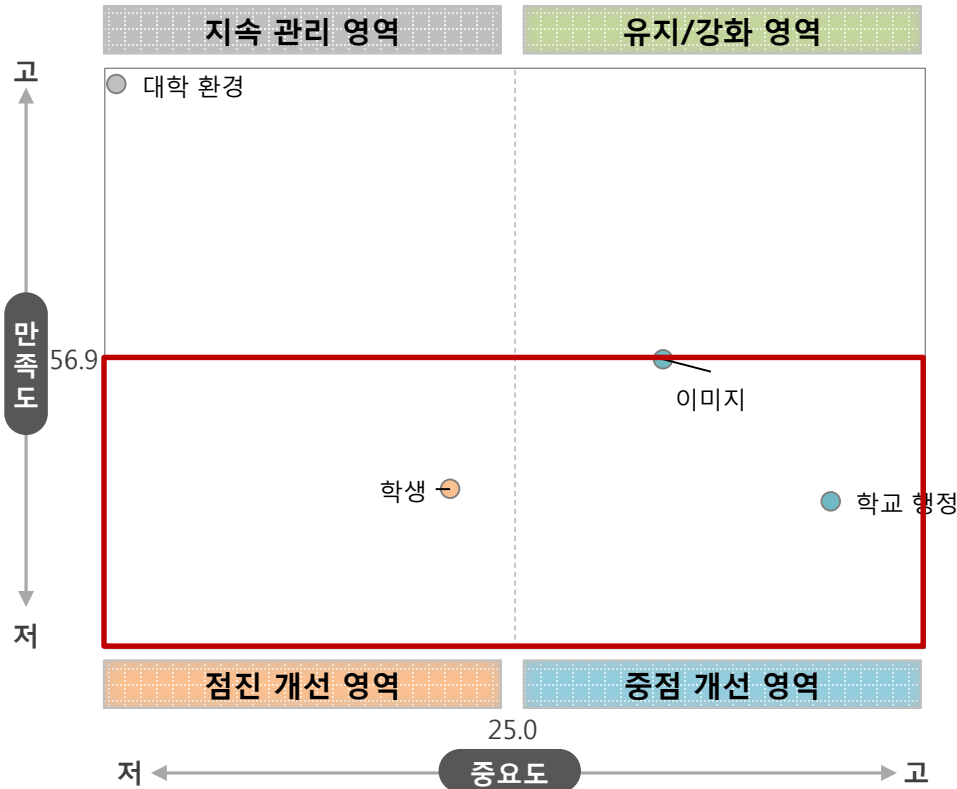 지속 관리 영역
유지/강화 영역
고
대학 환경
만족도
56.9
이미지
학생
학교 행정
저
점진 개선 영역
중점 개선 영역
25.0
저
중요도
고